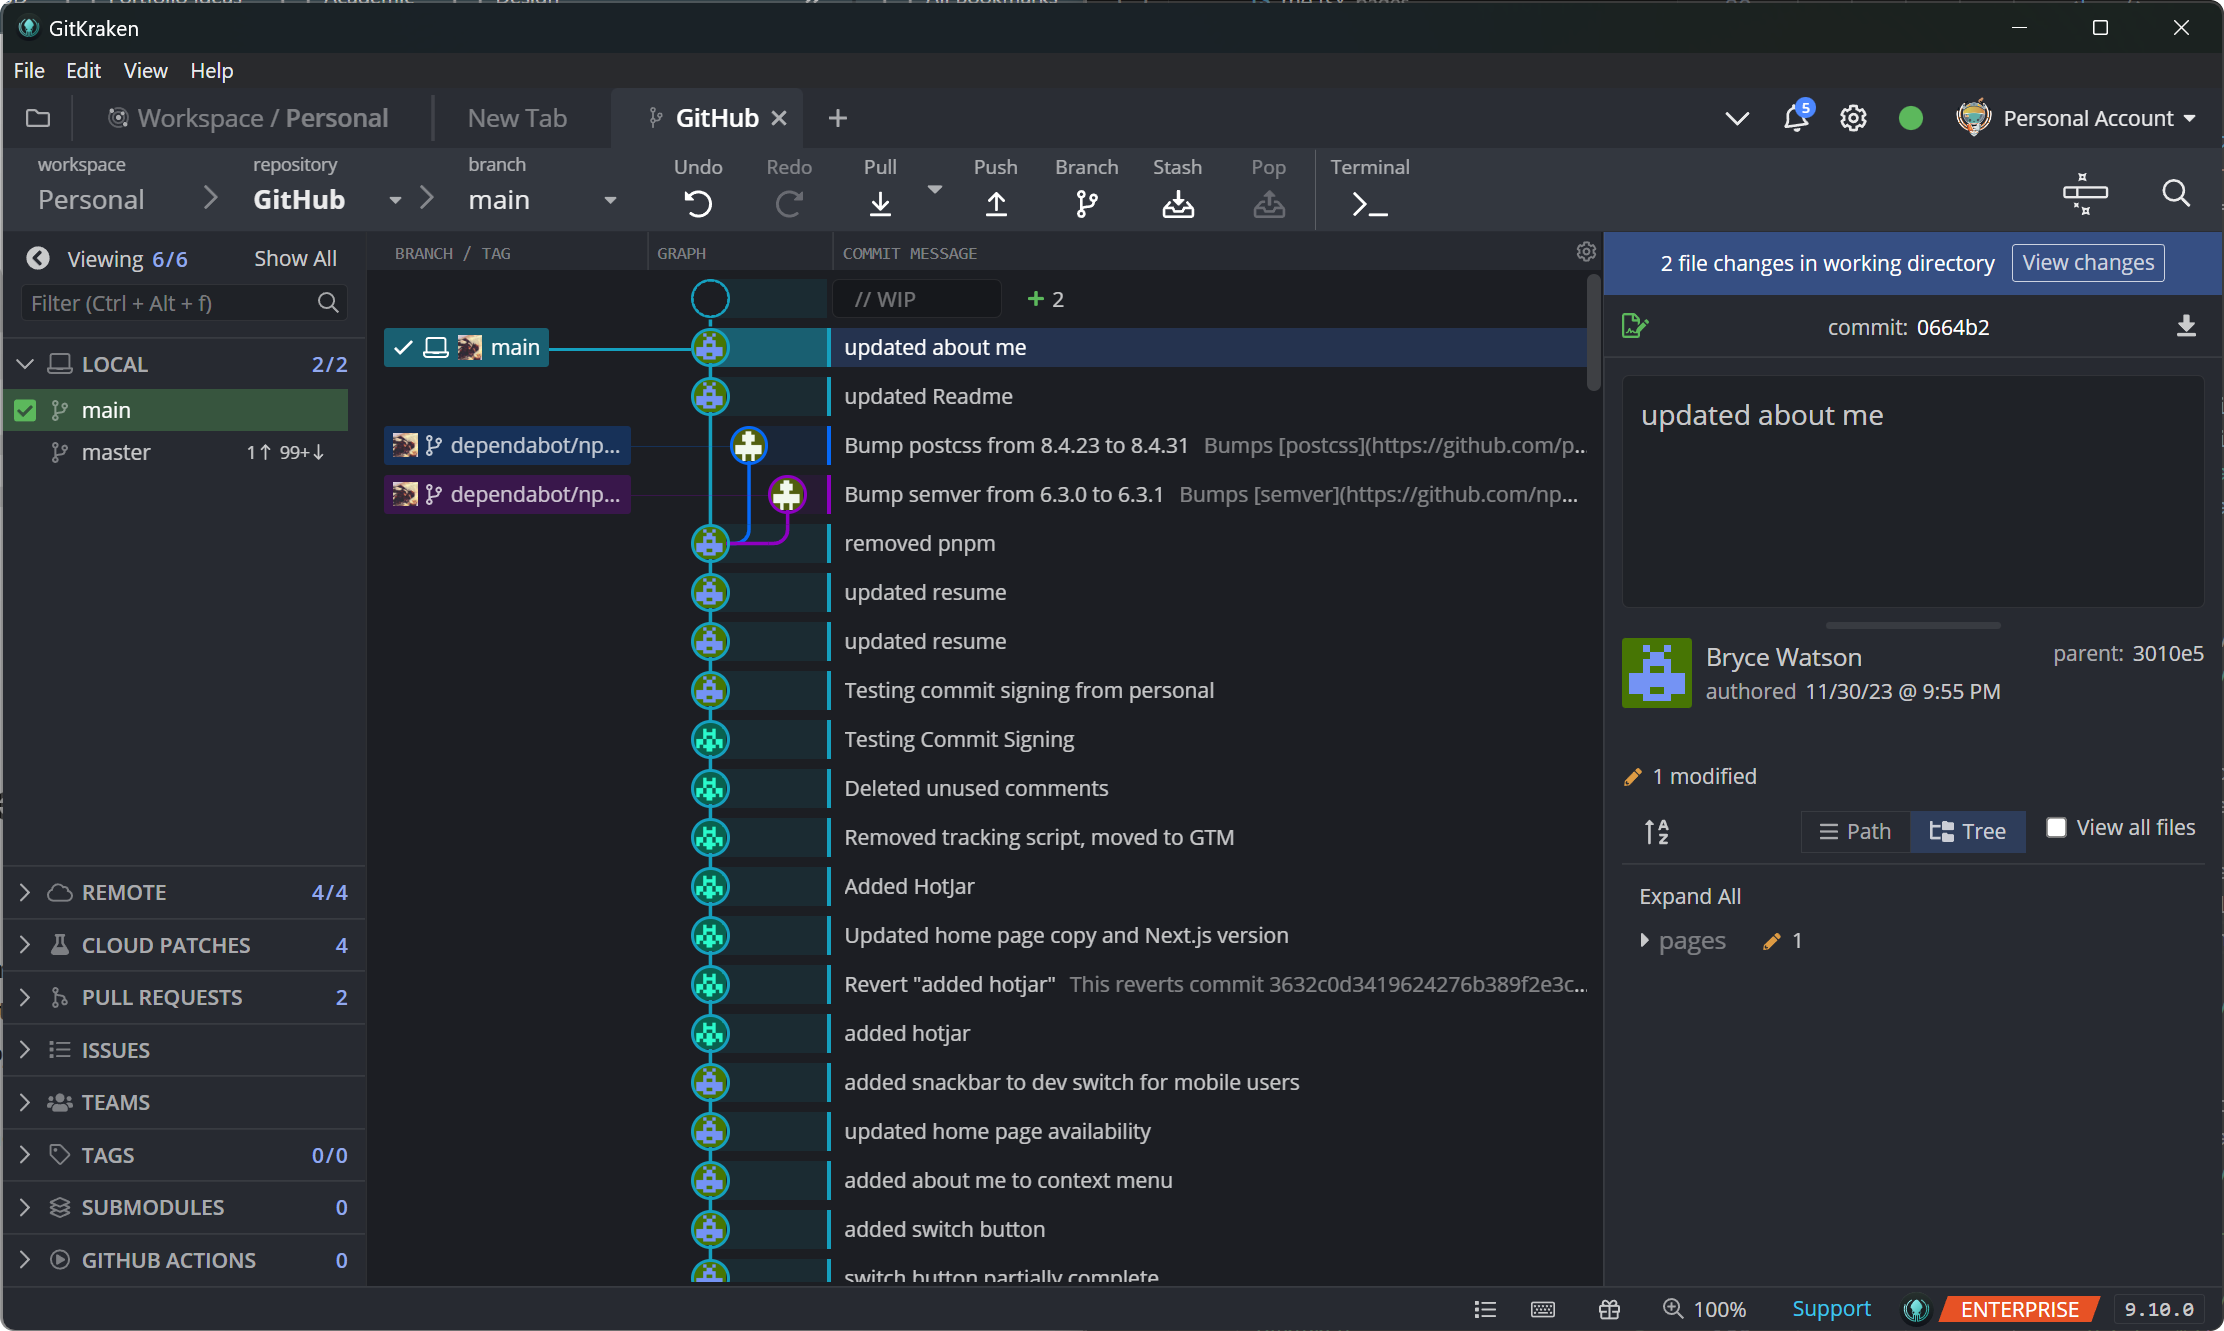 GitKraken
File Edit View Help
Workspace / Personal New Tab GitHub 5 Personal Account
workspace repository branch Undo Redo Pull Push Branch Stash Pop Terminal
Personal GitHub main
Viewing 6/6 Show All
Filter (Ctrl + Alt + f)
LOCAL 2/2
main
master 1↑ 99+↓
REMOTE 4/4
CLOUD PATCHES 4
PULL REQUESTS 2
ISSUES
TEAMS
TAGS 0/0
SUBMODULES 0
GITHUB ACTIONS 0
BRANCH / TAG GRAPH COMMIT MESSAGE
// WIP + 2
main updated about me
updated Readme
dependabot/np... Bump postcss from 8.4.23 to 8.4.31 Bumps [postcss](https://github.com/p...
dependabot/np... Bump semver from 6.3.0 to 6.3.1 Bumps [semver](https://github.com/np...
removed pnpm
updated resume
updated resume
Testing commit signing from personal
Testing Commit Signing
Deleted unused comments
Removed tracking script, moved to GTM
Added HotJar
Updated home page copy and Next.js version
Revert "added hotjar" This reverts commit 3632c0d3419624276b389f2e3c...
added hotjar
added snackbar to dev switch for mobile users
updated home page availability
added about me to context menu
added switch button
switch button partially complete
2 file changes in working directory View changes
commit: 0664b2
updated about me
Bryce Watson parent: 3010e5
authored 11/30/23 @ 9:55 PM
1 modified
A Z Path Tree View all files
Expand All
pages 1
100% Support ENTERPRISE 9.10.0